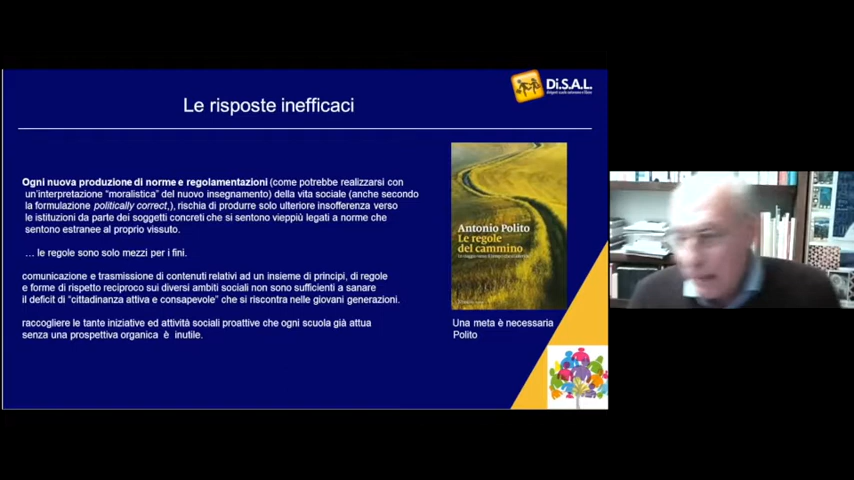 Le risposte inefficaci
Di.S.A.L.
Ogni nuova produzione di norme e regolamentazioni (come potrebbe realizzarsi con
un'interpretazione "moralistica" del nuovo insegnamento) della vita sociale (anche secondo
la formulazione politically correct,), rischia di produrre solo ulteriore insofferenza verso
le istituzioni da parte dei soggetti concreti che si sentono vieppiù legati a norme che
sentono estranee al proprio vissuto.
... le regole sono solo mezzi per i fini.
comunicazione e trasmissione di contenuti relativi ad un insieme di principi, di regole
e forme di rispetto reciproco sui diversi ambiti sociali non sono sufficienti a sanare
il deficit di "cittadinanza attiva e consapevole" che si riscontra nelle giovani generazioni.
raccogliere le tante iniziative ed attività sociali proattive che ogni scuola già attua
senza una prospettiva organica è inutile.
Antonio Polito
Le regole
del cammino
Una meta è necessaria
Polito